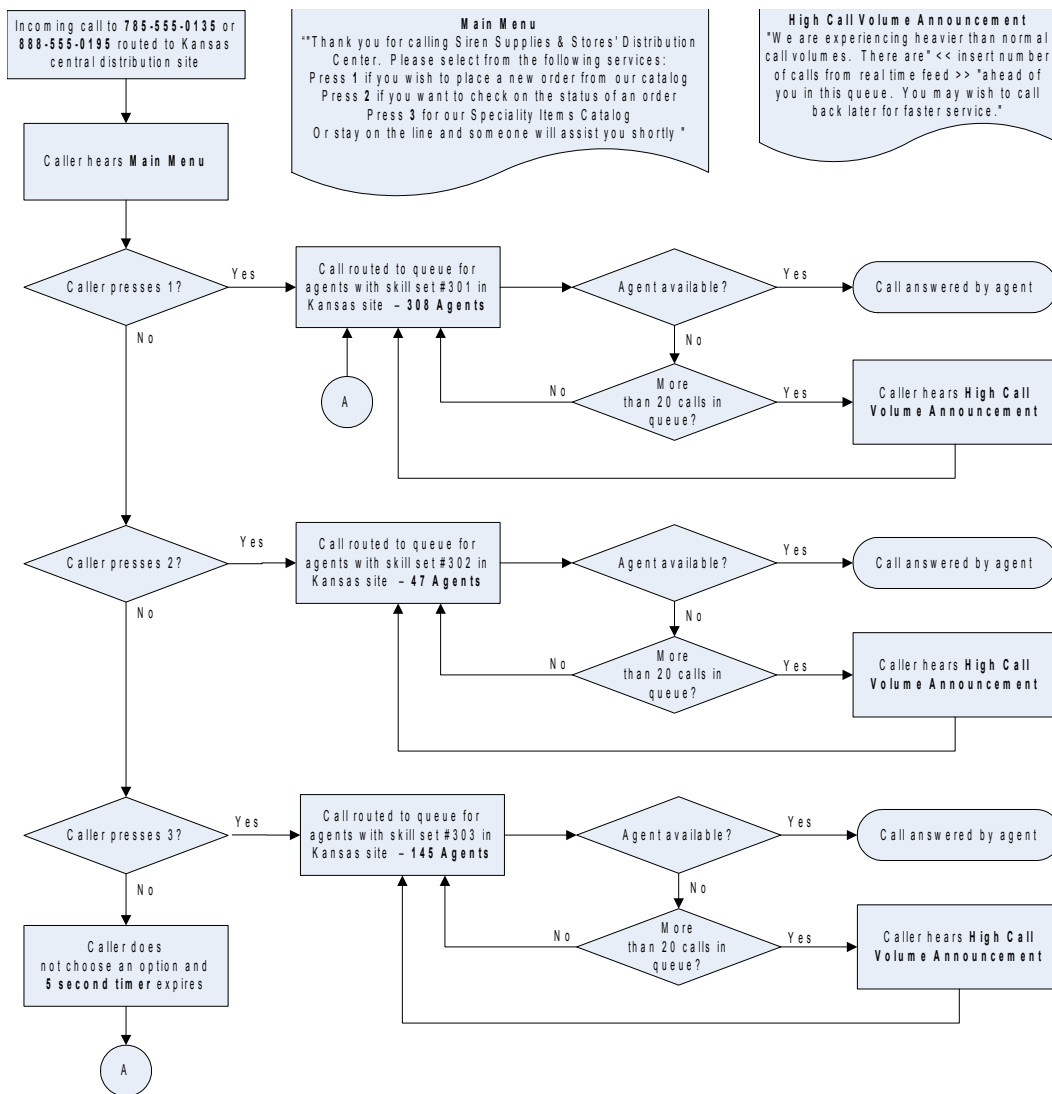 Incoming call to 785-555-0135 or
888-555-0195 routed to Kansas
central distribution site
Main Menu
""Thank you for calling Siren Supplies & Stores' Distribution
Center. Please select from the following services:
Press 1 if you wish to place a new order from our catalog
Press 2 if you want to check on the status of an order
Press 3 for our Speciality Items Catalog
Or stay on the line and someone will assist you shortly "
High Call Volume Announcement
"We are experiencing heavier than normal
call volumes. There are" << insert number
of calls from real time feed >> "ahead of
you in this queue. You may wish to call
back later for faster service."
Caller hears Main Menu
Caller presses 1?
Yes
No
Call routed to queue for
agents with skill set #301 in
Kansas site – 308 Agents
Agent available?
Yes
No
Call answered by agent
A
More
than 20 calls in
queue?
No
Yes
Caller hears High Call
Volume Announcement
Caller presses 2?
Yes
No
Call routed to queue for
agents with skill set #302 in
Kansas site – 47 Agents
Agent available?
Yes
No
Call answered by agent
More
than 20 calls in
queue?
No
Yes
Caller hears High Call
Volume Announcement
Caller presses 3?
Yes
No
Call routed to queue for
agents with skill set #303 in
Kansas site – 145 Agents
Agent available?
Yes
No
Call answered by agent
More
than 20 calls in
queue?
No
Yes
Caller hears High Call
Volume Announcement
Caller does
not choose an option and
5 second timer expires
A